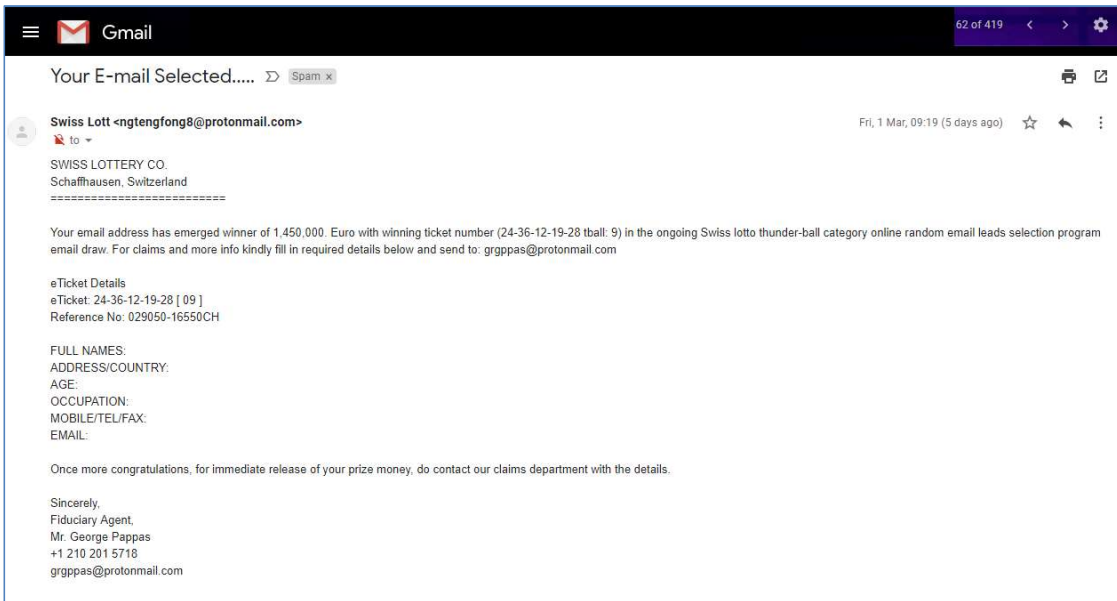 Gmail
62 of 419
Your E-mail Selected.....
Spam x
Swiss Lott <ngtengfong8@protonmail.com>
Fri, 1 Mar, 09:19 (5 days ago)
to
SWISS LOTTERY CO.
Schaffhausen, Switzerland
==========================
Your email address has emerged winner of 1,450,000. Euro with winning ticket number (24-36-12-19-28 tball: 9) in the ongoing Swiss lotto thunder-ball category online random email leads selection program
email draw. For claims and more info kindly fill in required details below and send to: grgppas@protonmail.com
eTicket Details
eTicket: 24-36-12-19-28 [ 09 ]
Reference No: 029050-16550CH
FULL NAMES:
ADDRESS/COUNTRY:
AGE:
OCCUPATION:
MOBILE/TEL/FAX:
EMAIL:
Once more congratulations, for immediate release of your prize money, do contact our claims department with the details.
Sincerely,
Fiduciary Agent,
Mr. George Pappas
+1 210 201 5718
grgppas@protonmail.com